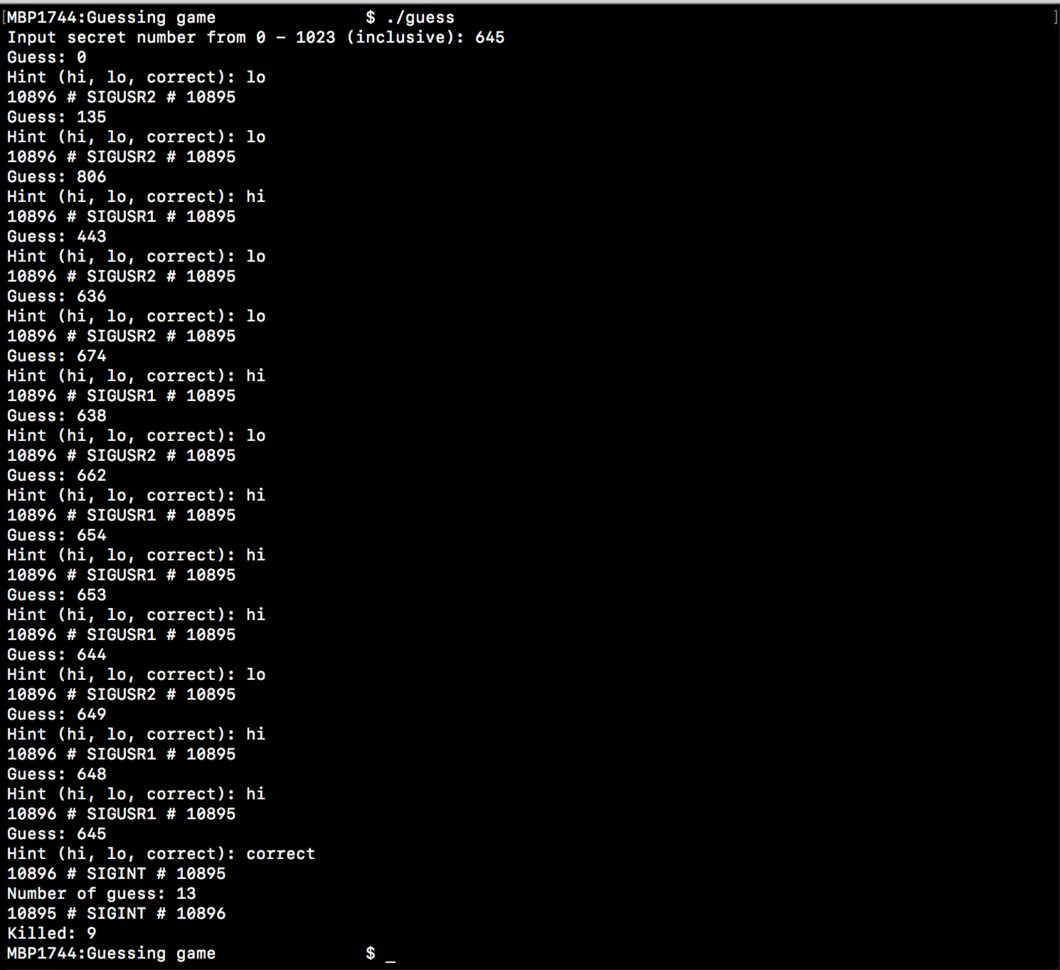 [MBP1744:Guessing game $ ./guess ]
Input secret number from 0 – 1023 (inclusive): 645
Guess: 0
Hint (hi, lo, correct): lo
10896 # SIGUSR2 # 10895
Guess: 135
Hint (hi, lo, correct): lo
10896 # SIGUSR2 # 10895
Guess: 806
Hint (hi, lo, correct): hi
10896 # SIGUSR1 # 10895
Guess: 443
Hint (hi, lo, correct): lo
10896 # SIGUSR2 # 10895
Guess: 636
Hint (hi, lo, correct): lo
10896 # SIGUSR2 # 10895
Guess: 674
Hint (hi, lo, correct): hi
10896 # SIGUSR1 # 10895
Guess: 638
Hint (hi, lo, correct): lo
10896 # SIGUSR2 # 10895
Guess: 662
Hint (hi, lo, correct): hi
10896 # SIGUSR1 # 10895
Guess: 654
Hint (hi, lo, correct): hi
10896 # SIGUSR1 # 10895
Guess: 653
Hint (hi, lo, correct): hi
10896 # SIGUSR1 # 10895
Guess: 644
Hint (hi, lo, correct): lo
10896 # SIGUSR2 # 10895
Guess: 649
Hint (hi, lo, correct): hi
10896 # SIGUSR1 # 10895
Guess: 648
Hint (hi, lo, correct): hi
10896 # SIGUSR1 # 10895
Guess: 645
Hint (hi, lo, correct): correct
10896 # SIGINT # 10895
Number of guess: 13
10895 # SIGINT # 10896
Killed: 9
MBP1744:Guessing game $ _